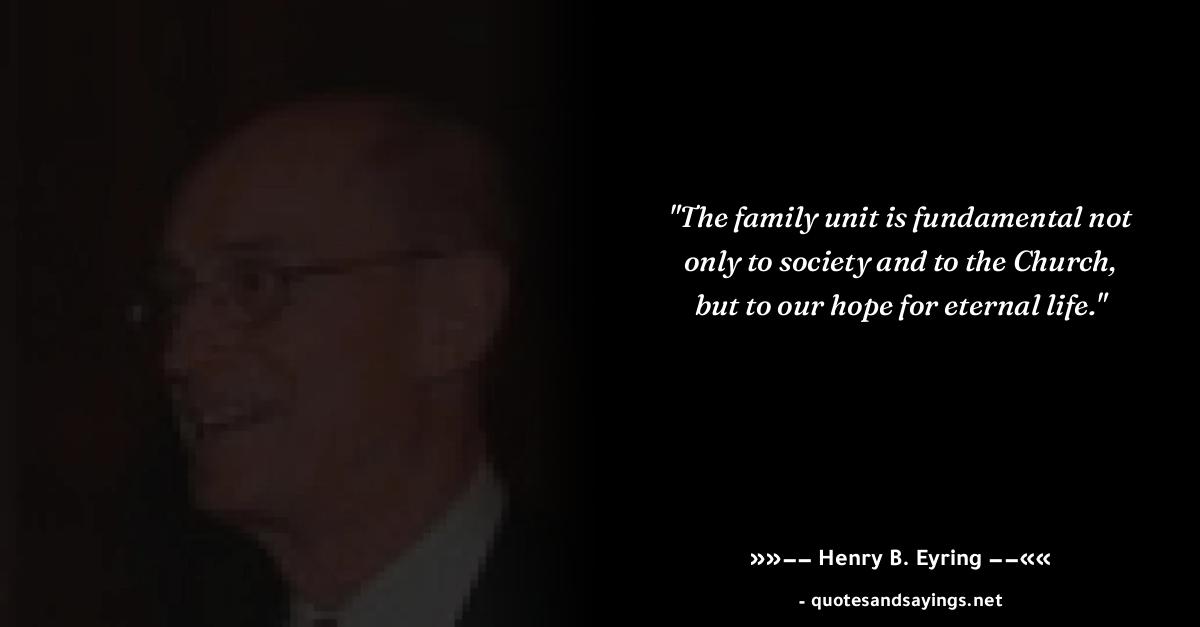 "The family unit is fundamental not
only to society and to the Church,
but to our hope for eternal life."
»»−− Henry B. Eyring −−««
- quotesandsayings.net